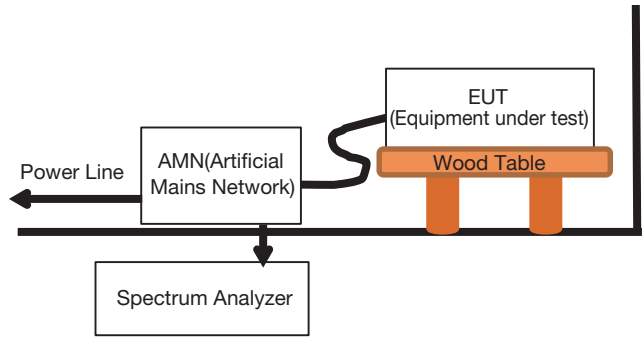 EUT
(Equipment under test)
Wood Table
AMN(Artificial
Mains Network)
Power Line
Spectrum Analyzer